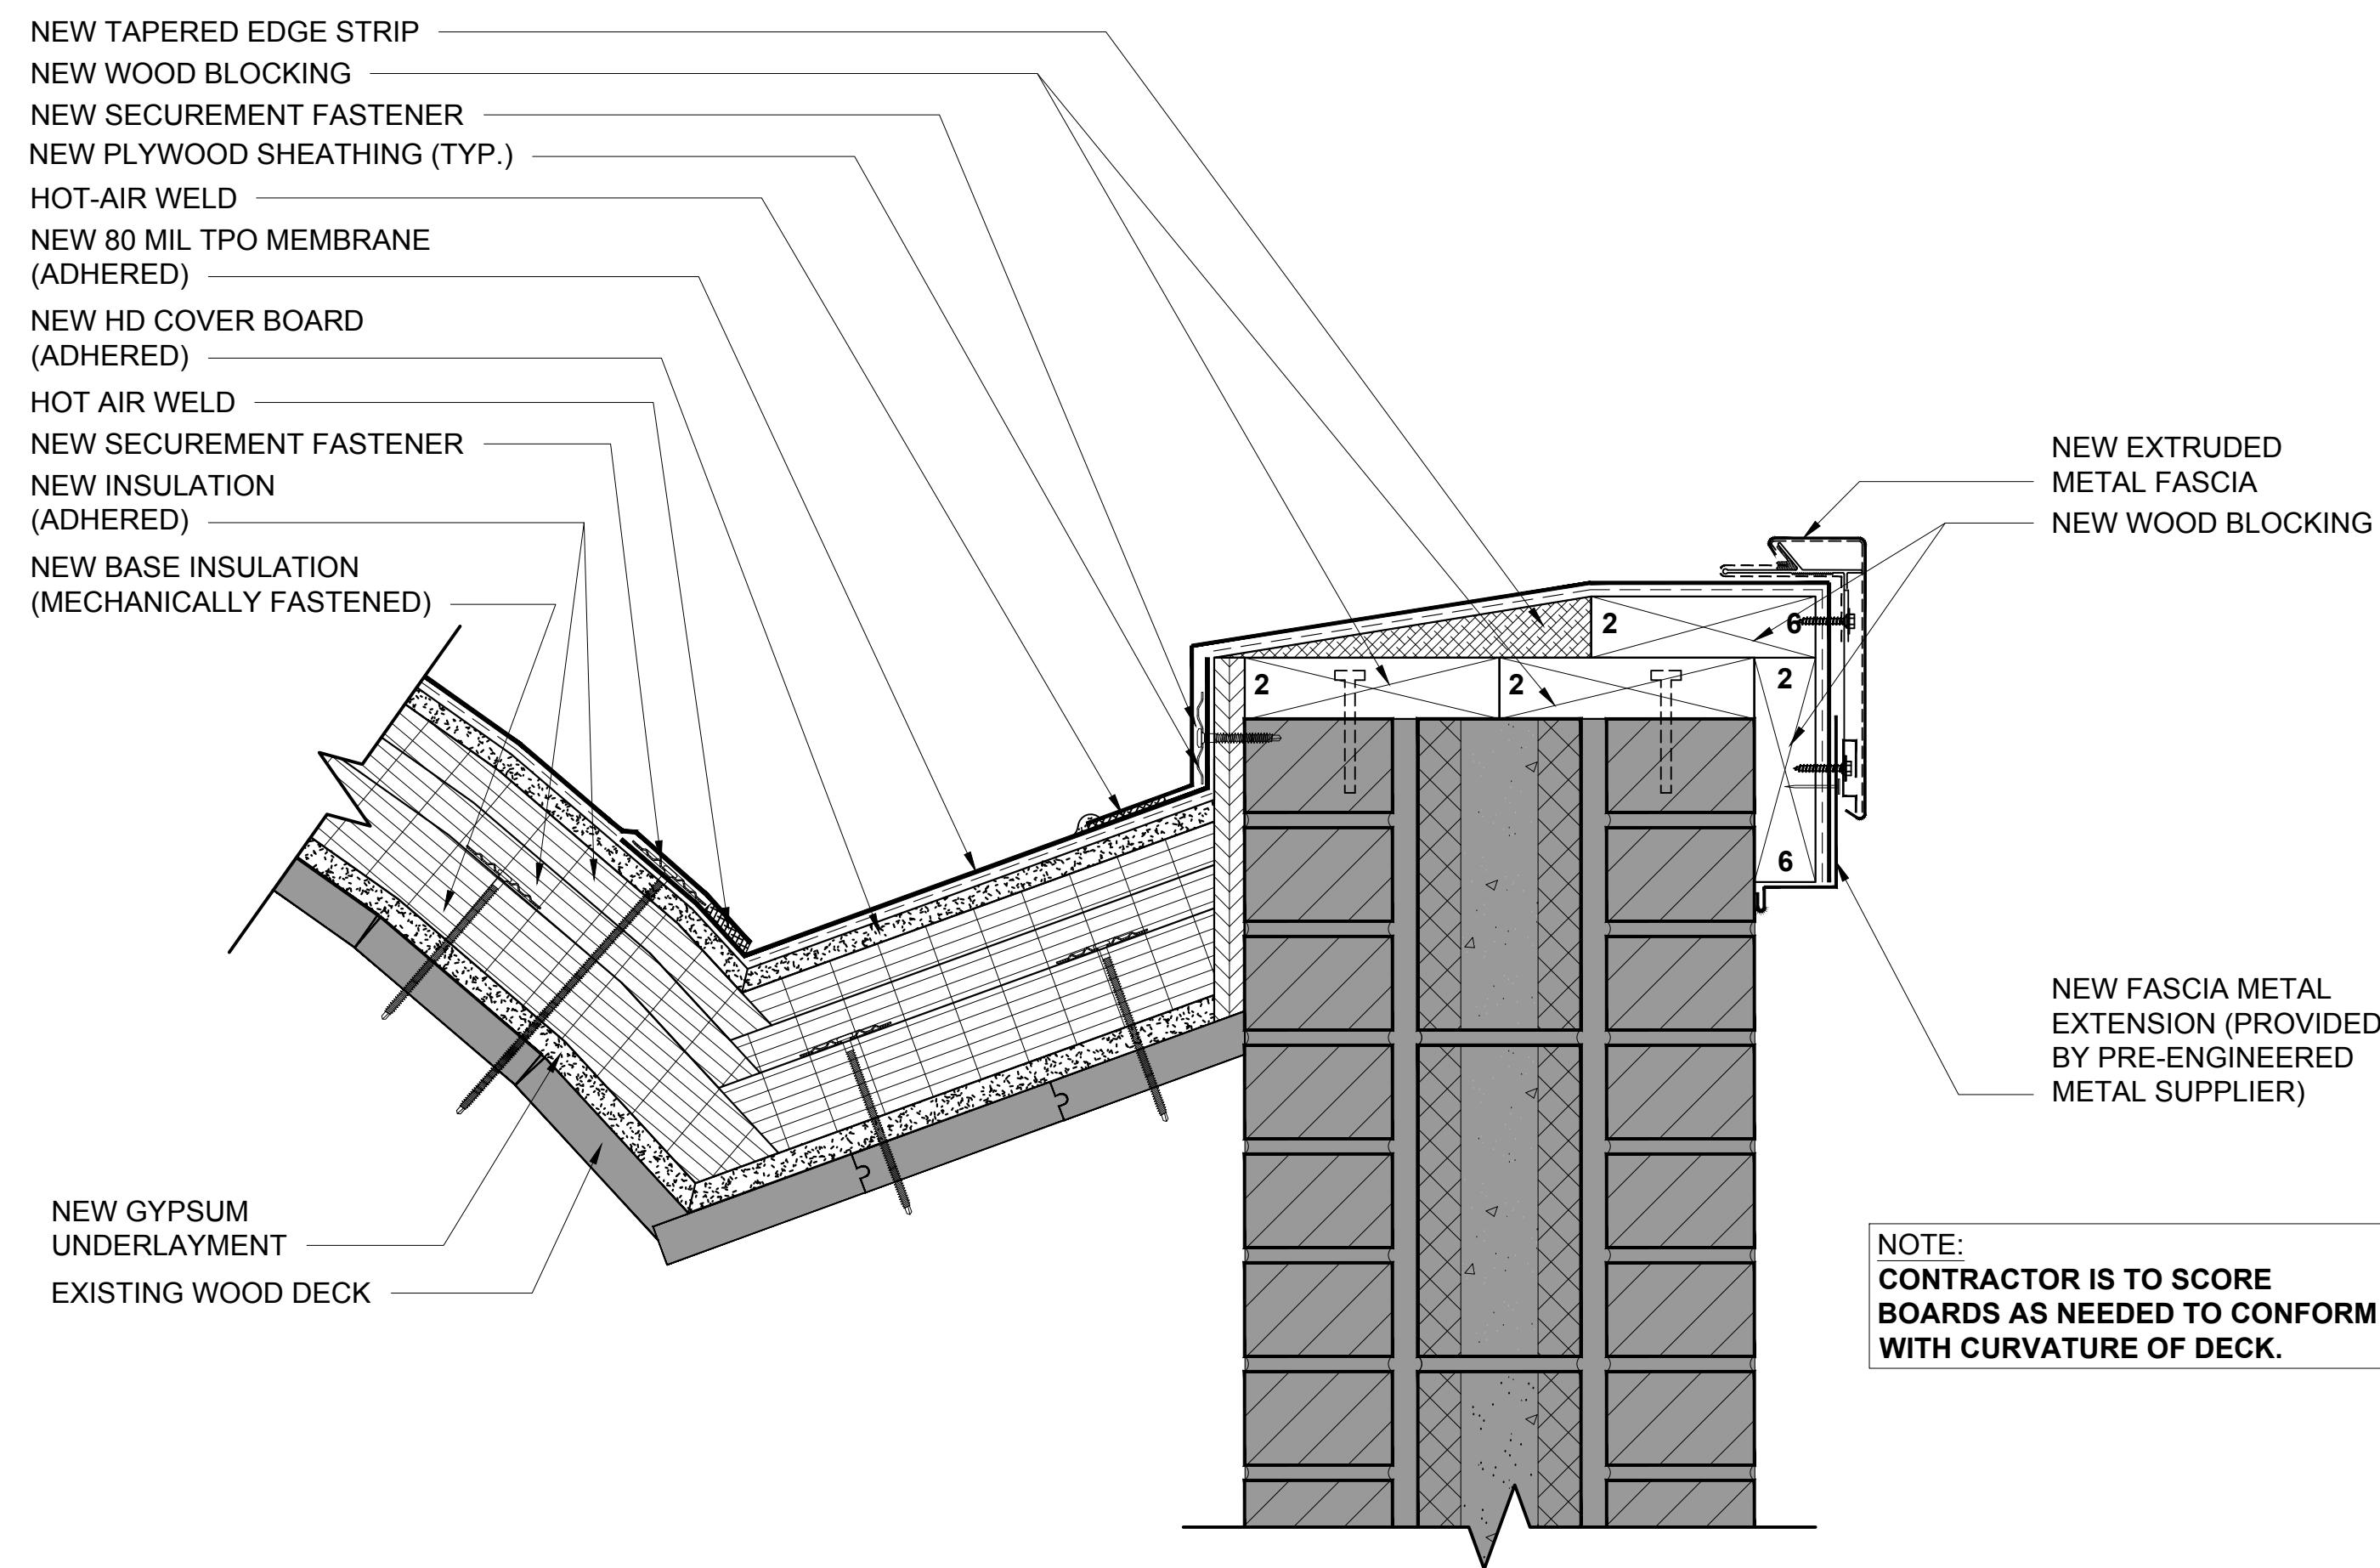 NEW TAPERED EDGE STRIP
NEW WOOD BLOCKING
NEW SECUREMENT FASTENER
NEW PLYWOOD SHEATHING (TYP.)
HOT-AIR WELD
NEW 80 MIL TPO MEMBRANE
(ADHERED)
NEW HD COVER BOARD
(ADHERED)
HOT AIR WELD
NEW SECUREMENT FASTENER
NEW INSULATION
(ADHERED)
NEW BASE INSULATION
(MECHANICALLY FASTENED)
NEW GYPSUM
UNDERLAYMENT
EXISTING WOOD DECK
2 6
2 2 2
6
NEW EXTRUDED
METAL FASCIA
NEW WOOD BLOCKING
NEW FASCIA METAL
EXTENSION (PROVIDED
BY PRE-ENGINEERED
METAL SUPPLIER)
NOTE:
CONTRACTOR IS TO SCORE
BOARDS AS NEEDED TO CONFORM
WITH CURVATURE OF DECK.